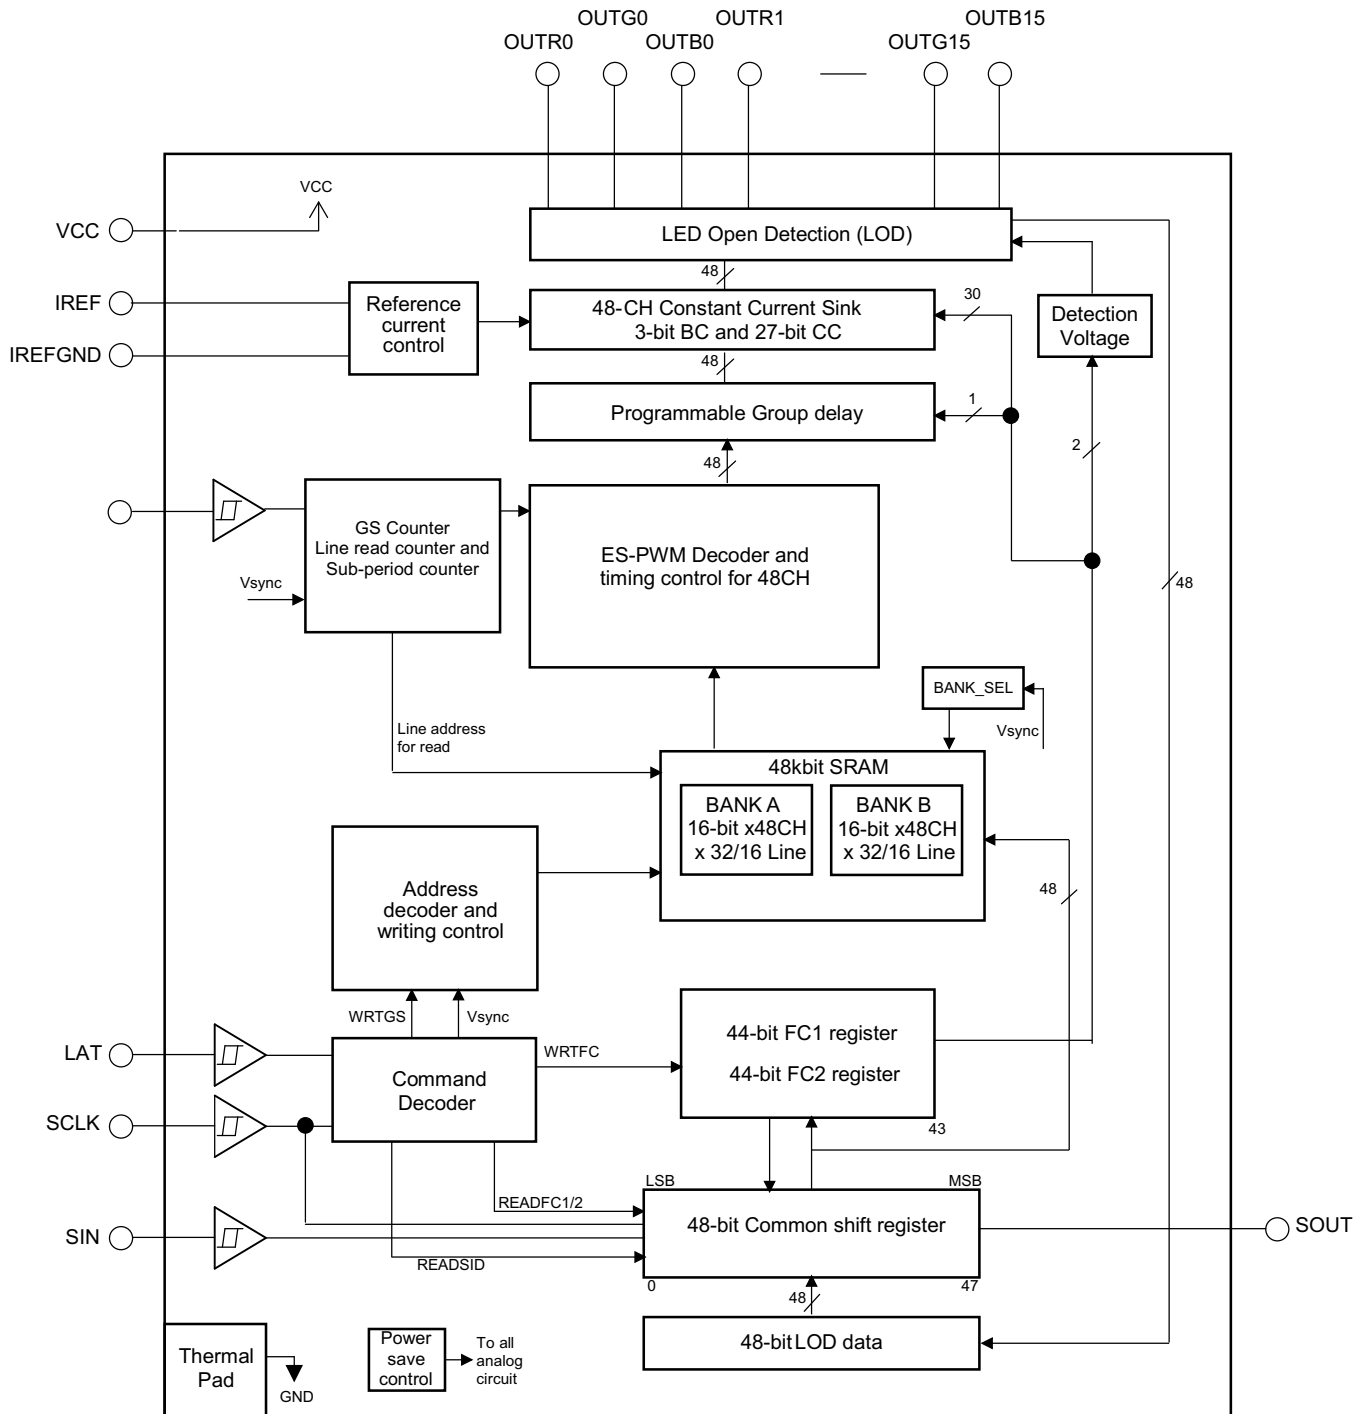 OUTG0
OUTR1
OUTB15
OUTR0
OUTB0
OUTG15
VCC
VCC
LED Open Detection (LOD)
48
IREF
IREFGND
Reference
current
control
48-CH Constant Current Sink
3-bit BC and 27-bit CC
30
Detection
Voltage
48
Programmable Group delay
1
2
48
GS Counter
Line read counter and
Sub-period counter
Vsync
ES-PWM Decoder and
timing control for 48CH
48
BANK_SEL
Vsync
Line address
for read
48kbit SRAM
BANK A
16-bit x48CH
x 32/16 Line
BANK B
16-bit x48CH
x 32/16 Line
48
Address
decoder and
writing control
WRTGS
Vsync
LAT
SCLK
Command
Decoder
WRTFC
44-bit FC1 register
44-bit FC2 register
43
LSB
MSB
READFC1/2
48-bit Common shift register
SIN
SOUT
READSID
0
47
48
48-bit LOD data
Thermal
Pad
GND
Power
save
control
To all
analog
circuit